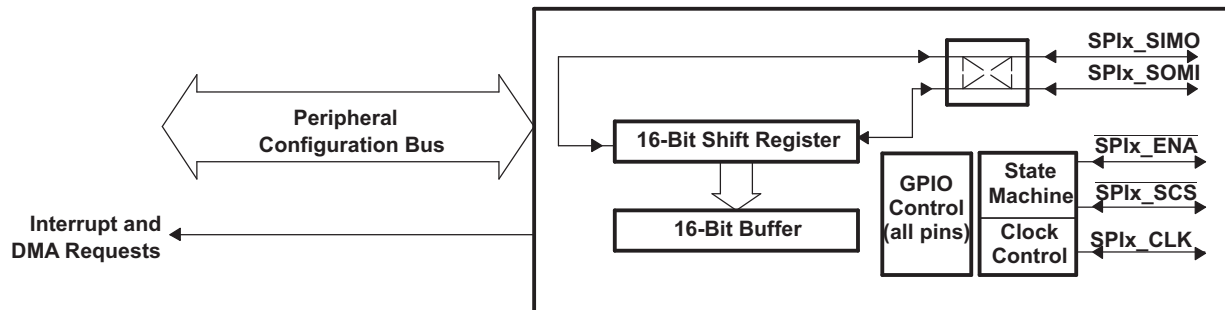 Peripheral
Configuration Bus
Interrupt and
DMA Requests
16-Bit Shift Register
16-Bit Buffer
GPIO
Control
(all pins)
State
Machine
Clock
Control
SPIx_SIMO
SPIx_SOMI
SPIx_ENA
SPIx_SCS
SPIx_CLK